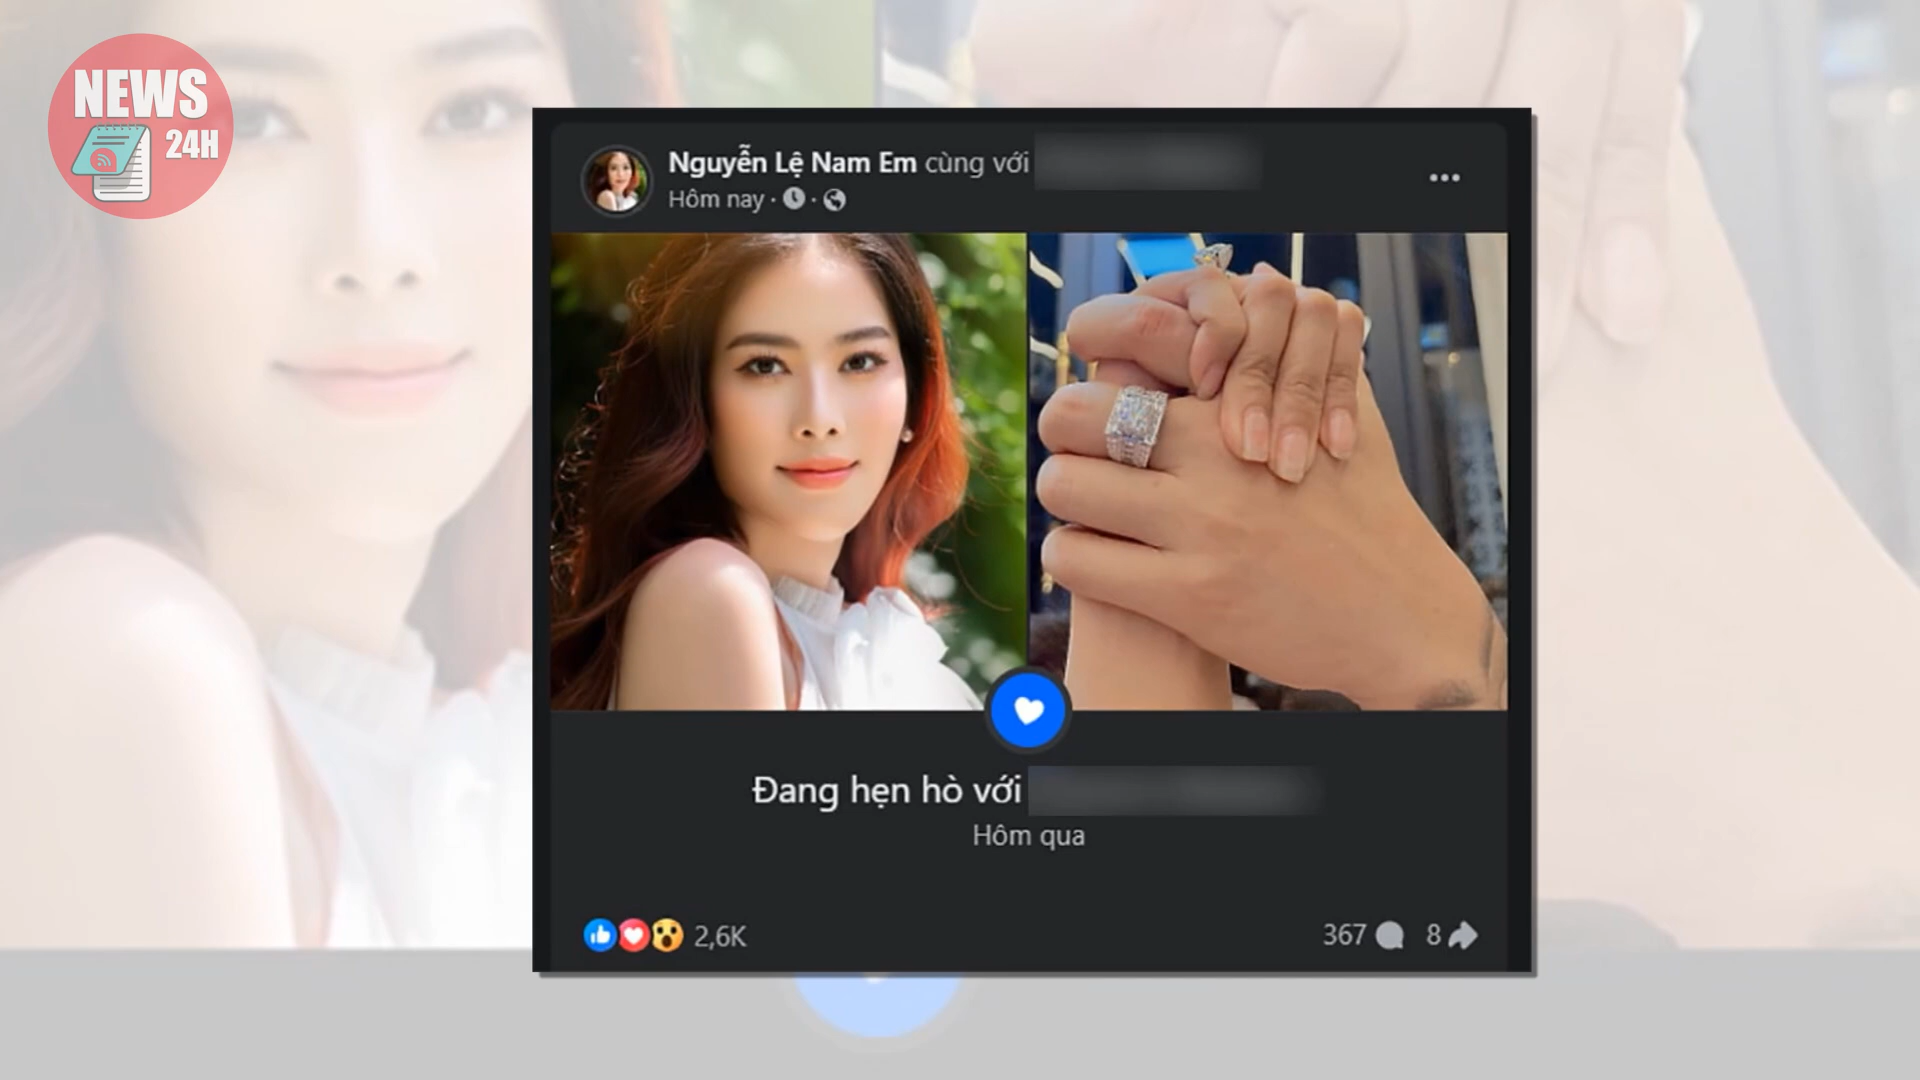 NEWS
24H
Nguyễn Lệ Nam Em cùng với
Hôm nay
Đang hẹn hò với
Hôm qua
2,6K
367
8